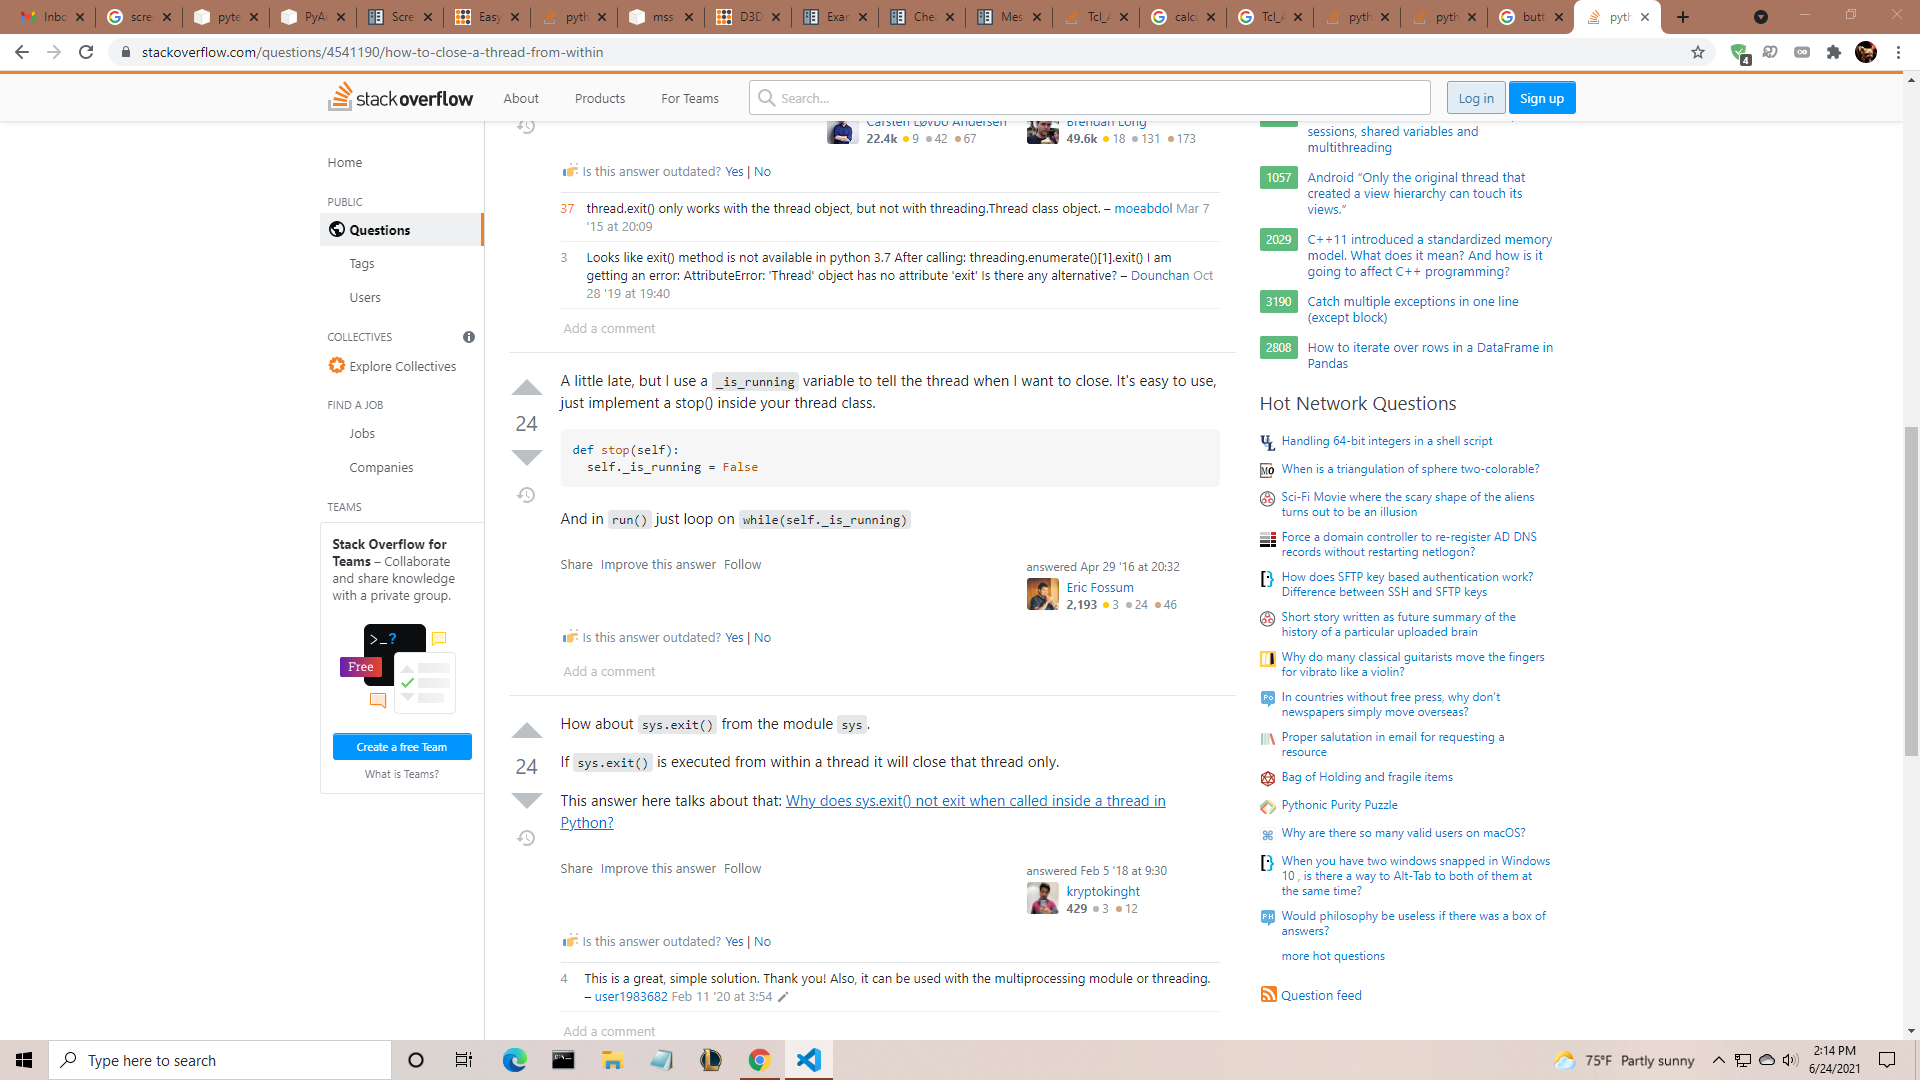 Inbc
scre
pyte
PyA
Scre
Easy
pyth
mss
D3D
Exar
Chea
Mes
Tcl_A
calcu
Tcl_A
pyth
pyth
butt
pyth
stackoverflow.com/questions/4541190/how-to-close-a-thread-from-within
4
stackoverflow
About
Products
For Teams
Search...
Log in
Sign up
Home
PUBLIC
Questions
Tags
Users
COLLECTIVES
Explore Collectives
FIND A JOB
Jobs
Companies
TEAMS
Stack Overflow for
Teams – Collaborate
and share knowledge
with a private group.
>_?
Free
Create a free Team
What is Teams?
Carsten Løvbo Andersen
22.4k 9 42 67
Brendan Long
49.6k 18 131 173
Is this answer outdated? Yes | No
37 thread.exit() only works with the thread object, but not with threading.Thread class object. – moeabdol Mar 7
'15 at 20:09
3 Looks like exit() method is not available in python 3.7 After calling: threading.enumerate()[1].exit() I am
getting an error: AttributeError: 'Thread' object has no attribute 'exit' Is there any alternative? – Dounchan Oct
28 '19 at 19:40
Add a comment
24
A little late, but I use a _is_running variable to tell the thread when I want to close. It's easy to use,
just implement a stop() inside your thread class.
def stop(self):
self._is_running = False
And in run() just loop on while(self._is_running)
Share Improve this answer Follow
answered Apr 29 '16 at 20:32
Eric Fossum
2,193 3 24 46
Is this answer outdated? Yes | No
Add a comment
24
How about sys.exit() from the module sys.
If sys.exit() is executed from within a thread it will close that thread only.
This answer here talks about that: Why does sys.exit() not exit when called inside a thread in
Python?
Share Improve this answer Follow
answered Feb 5 '18 at 9:30
kryptokinght
429 3 12
Is this answer outdated? Yes | No
4 This is a great, simple solution. Thank you! Also, it can be used with the multiprocessing module or threading.
– user1983682 Feb 11 '20 at 3:54
Add a comment
sessions, shared variables and
multithreading
1057 Android “Only the original thread that
created a view hierarchy can touch its
views.”
2029 C++11 introduced a standardized memory
model. What does it mean? And how is it
going to affect C++ programming?
3190 Catch multiple exceptions in one line
(except block)
2808 How to iterate over rows in a DataFrame in
Pandas
Hot Network Questions
Handling 64-bit integers in a shell script
When is a triangulation of sphere two-colorable?
Sci-Fi Movie where the scary shape of the aliens
turns out to be an illusion
Force a domain controller to re-register AD DNS
records without restarting netlogon?
How does SFTP key based authentication work?
Difference between SSH and SFTP keys
Short story written as future summary of the
history of a particular uploaded brain
Why do many classical guitarists move the fingers
for vibrato like a violin?
In countries without free press, why don't
newspapers simply move overseas?
Proper salutation in email for requesting a
resource
Bag of Holding and fragile items
Pythonic Purity Puzzle
Why are there so many valid users on macOS?
When you have two windows snapped in Windows
10 , is there a way to Alt-Tab to both of them at
the same time?
Would philosophy be useless if there was a box of
answers?
more hot questions
Question feed
Type here to search
75°F Partly sunny
2:14 PM
6/24/2021